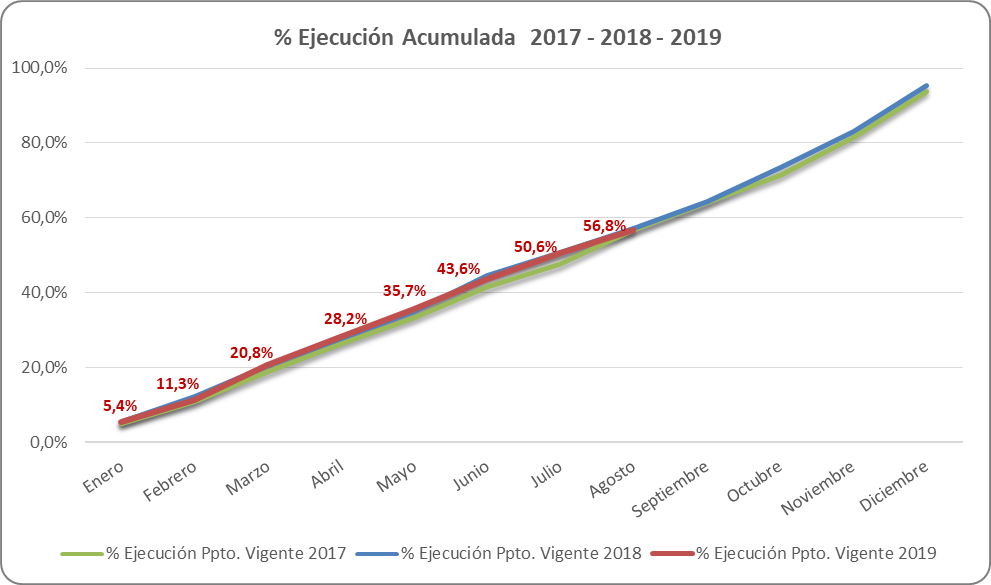 % Ejecución Acumulada 2017 - 2018 - 2019
100,0%
80,0%
60,0%
40,0%
20,0%
0,0%
5,4%
11,3%
20,8%
28,2%
35,7%
43,6%
50,6%
56,8%
Enero
Febrero
Marzo
Abril
Mayo
Junio
Julio
Agosto
Septiembre
Octubre
Noviembre
Diciembre
% Ejecución Ppto. Vigente 2017
% Ejecución Ppto. Vigente 2018
% Ejecución Ppto. Vigente 2019